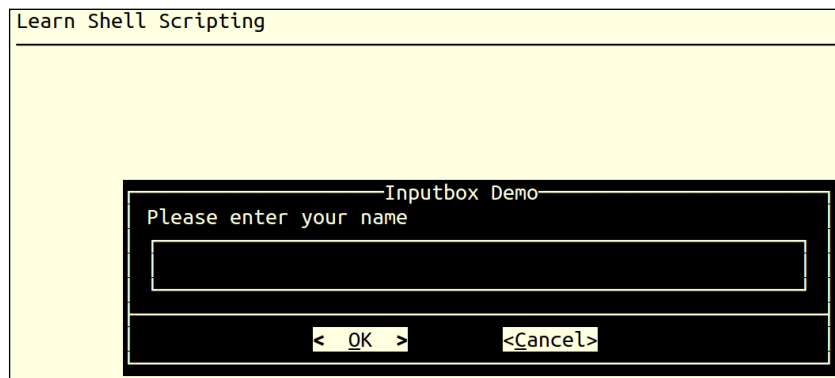 Learn Shell Scripting
Inputbox Demo
Please enter your name
< OK > <Cancel>